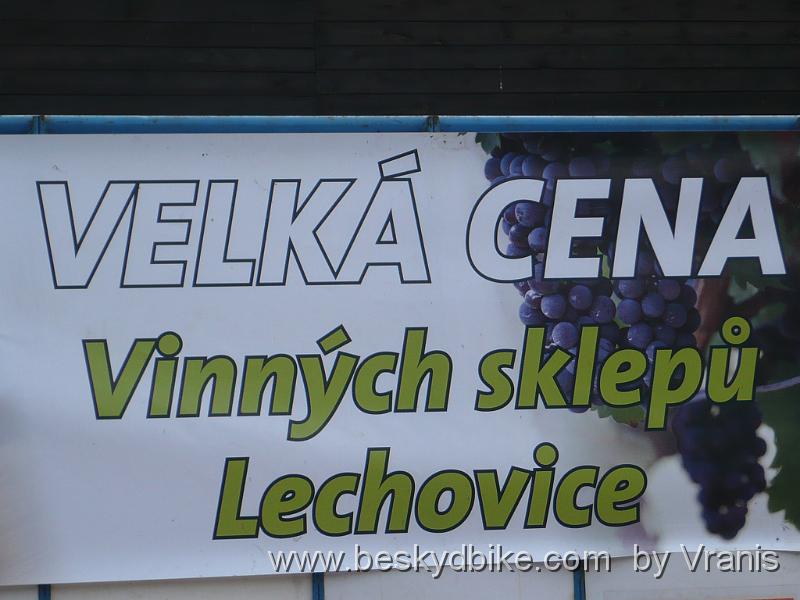 VELKÁ CENA
Vinných sklepů
Lechovice
www.beskydbike.com by Vranis